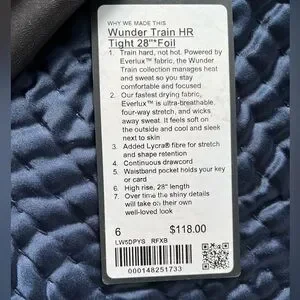 WHY WE MADE THIS
Wunder Train HR
Tight 28"*Foil
1. Train hard, not hot. Powered by
Everlux™ fabric, the Wunder
Train collection manages heat
and sweat so you stay
comfortable and focused
2. Our fastest drying fabric,
Everlux™ is ultra-breathable,
four-way stretch, and wicks
away sweat. It feels soft on
the outside and cool and sleek
next to skin
3. Added Lycra® fibre for stretch
and shape retention
4. Continuous drawcord
5. Waistband pocket holds your key
or card
6. High rise, 28" length
7. Over time the shiny details
will take on their own
well-loved look
6 $118.00
LW5DPYS RFXB
000148251733